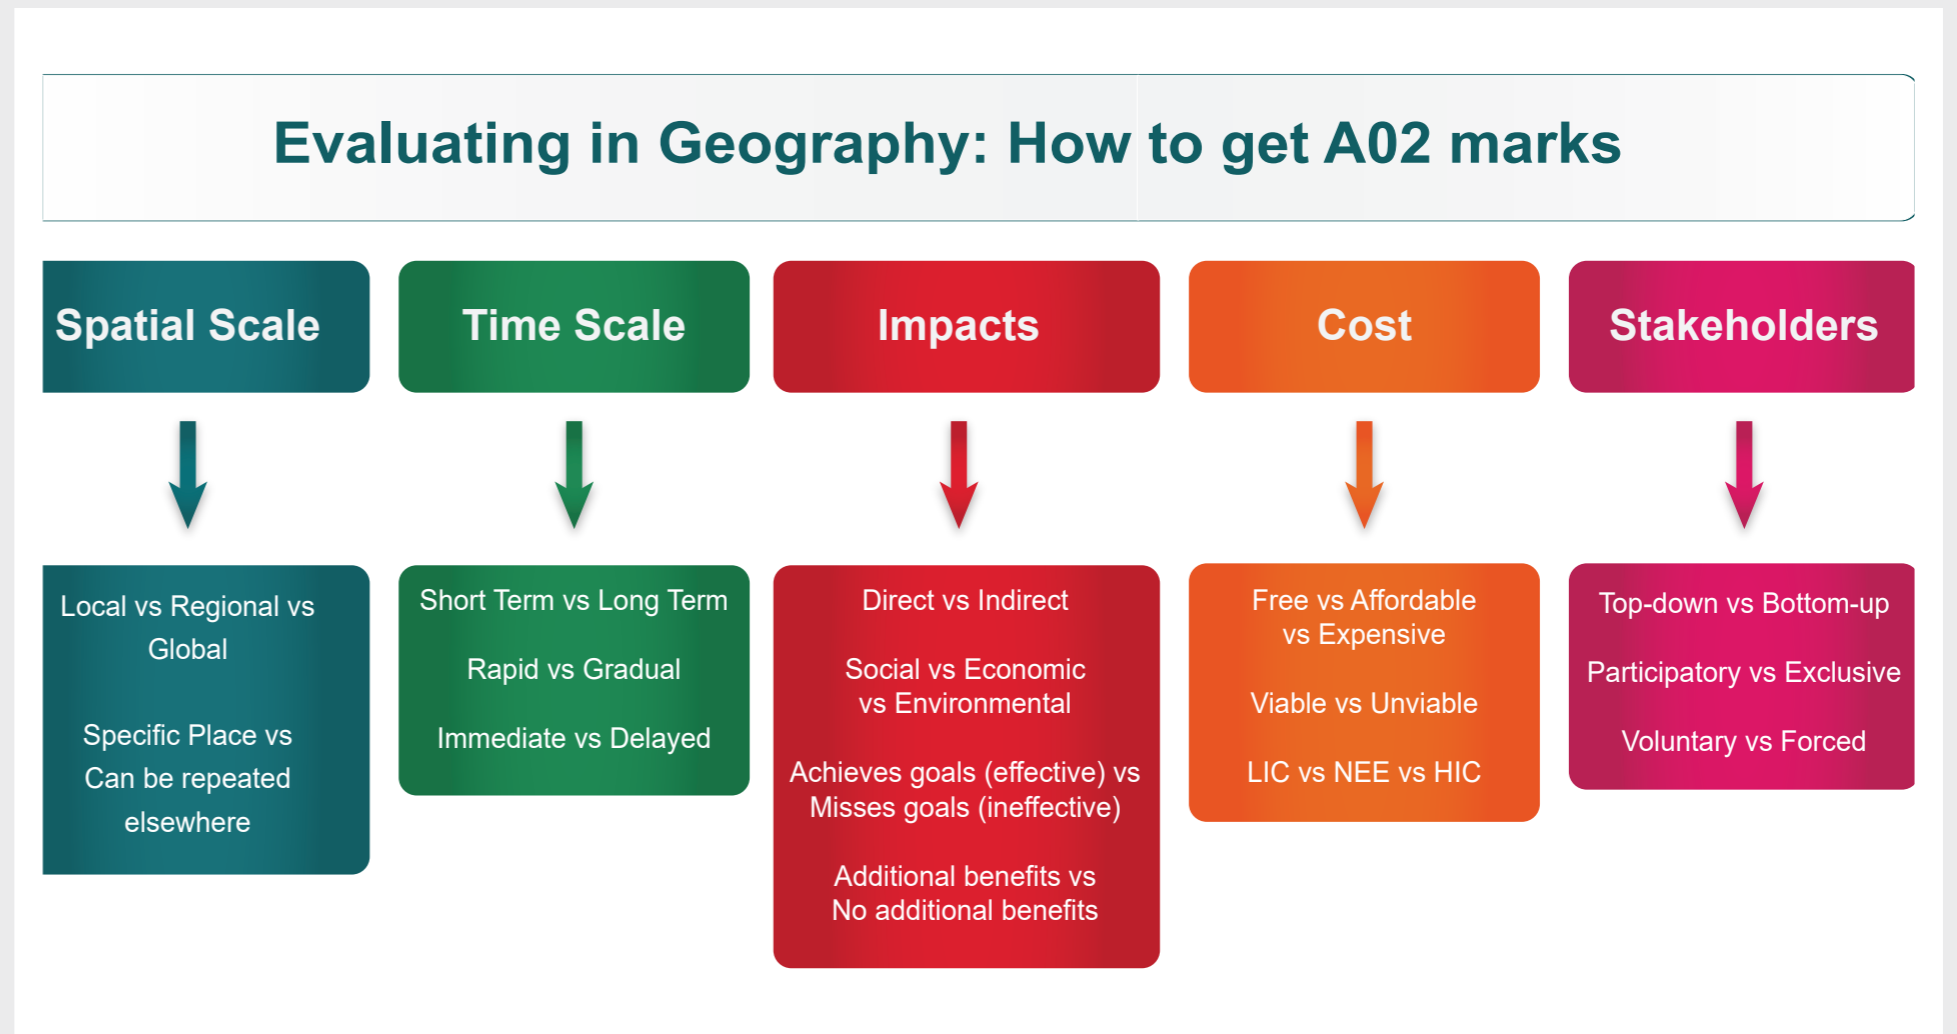 Evaluating in Geography: How to get A02 marks
Spatial Scale
Time Scale
Impacts
Cost
Stakeholders
Local vs Regional vs
Global
Specific Place vs
Can be repeated
elsewhere
Short Term vs Long Term
Rapid vs Gradual
Immediate vs Delayed
Direct vs Indirect
Social vs Economic
vs Environmental
Achieves goals (effective) vs
Misses goals (ineffective)
Additional benefits vs
No additional benefits
Free vs Affordable
vs Expensive
Viable vs Unviable
LIC vs NEE vs HIC
Top-down vs Bottom-up
Participatory vs Exclusive
Voluntary vs Forced